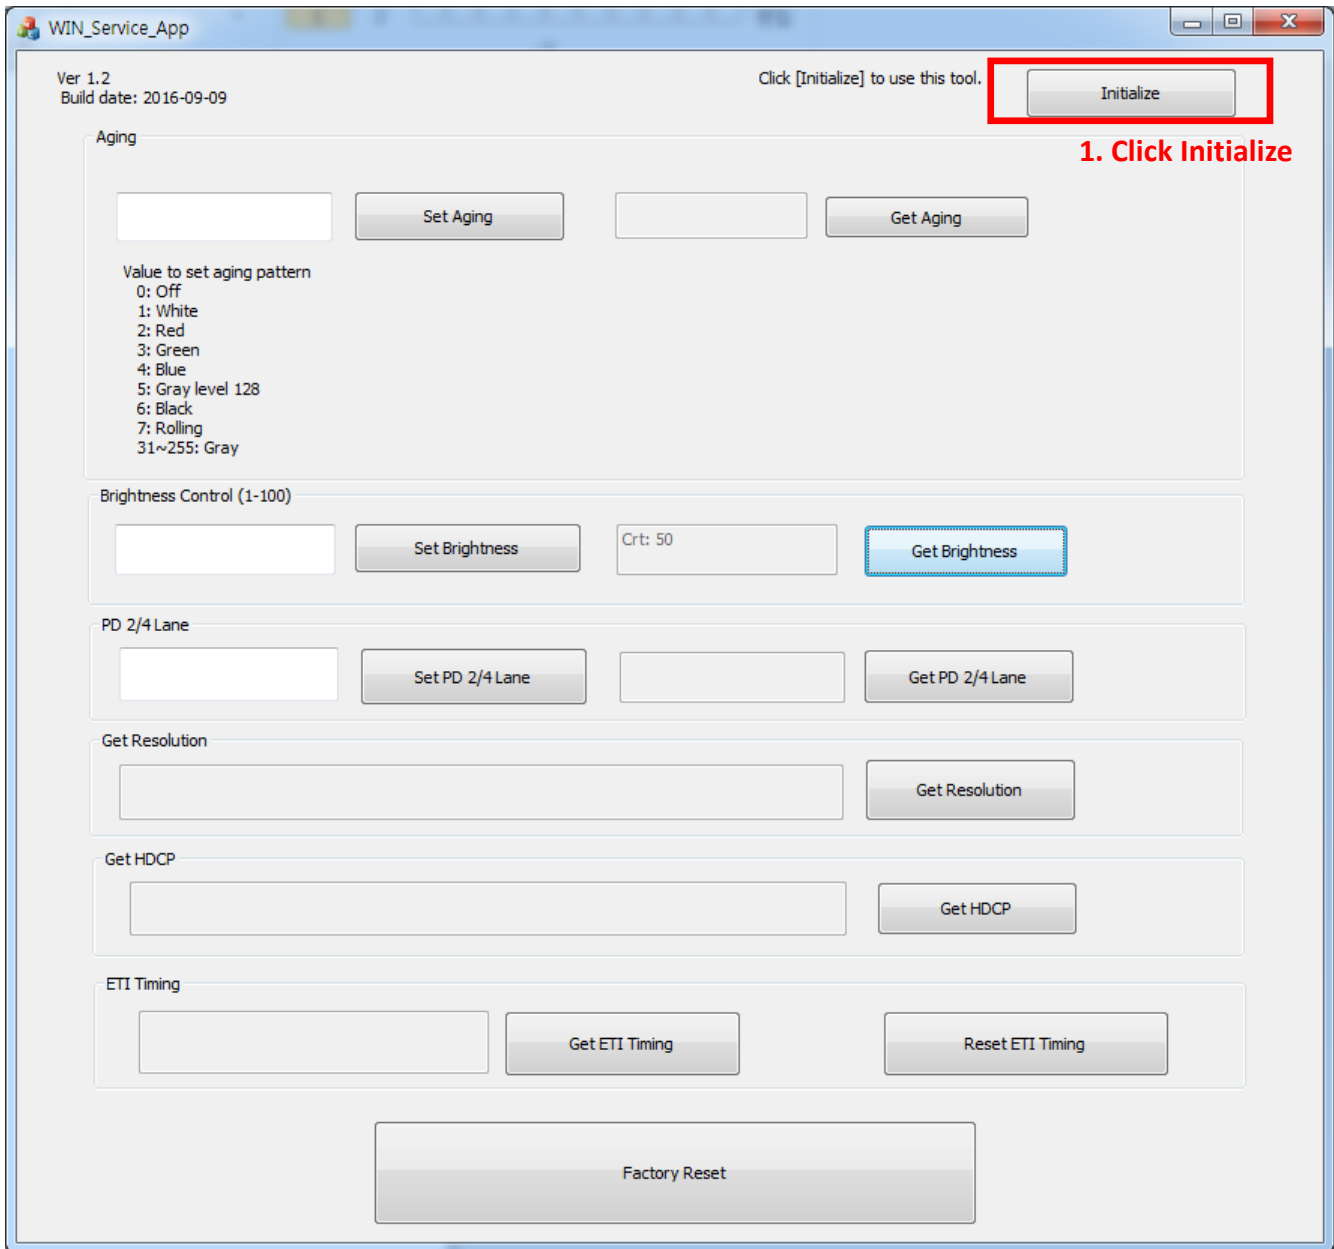 WIN_Service_App
Ver 1.2
Build date: 2016-09-09
Click [Initialize] to use this tool.
Initialize
1. Click Initialize
Aging
Set Aging
Get Aging
Value to set aging pattern
0: Off
1: White
2: Red
3: Green
4: Blue
5: Gray level 128
6: Black
7: Rolling
31~255: Gray
Brightness Control (1-100)
Set Brightness
Crt: 50
Get Brightness
PD 2/4 Lane
Set PD 2/4 Lane
Get PD 2/4 Lane
Get Resolution
Get Resolution
Get HDCP
Get HDCP
ETI Timing
Get ETI Timing
Reset ETI Timing
Factory Reset